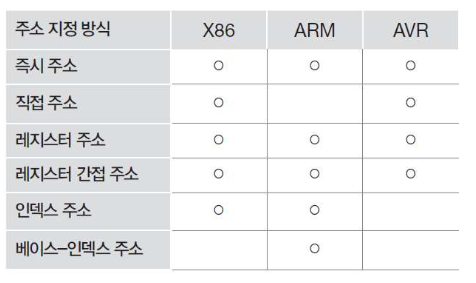 주소 지정 방식 X86 ARM AVR
즉시 주소 ○ ○ ○
직접 주소 ○ ○
레지스터 주소 ○ ○ ○
레지스터 간접 주소 ○ ○ ○
인덱스 주소 ○ ○
베이스-인덱스 주소 ○